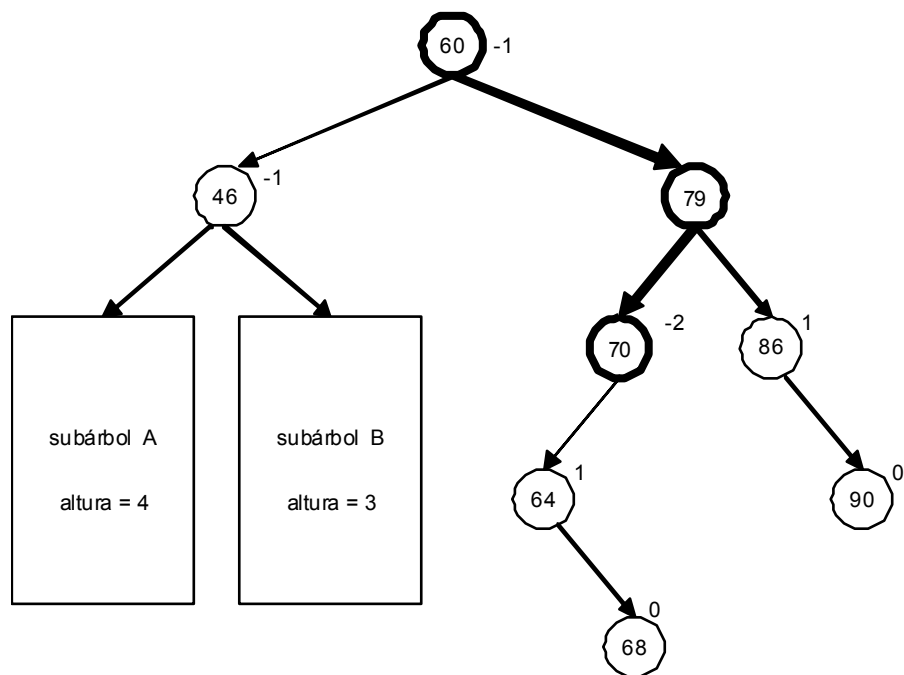 60 -1
46 -1
79
70 -2
86 1
subárbol A
altura = 4
subárbol B
altura = 3
64 1
90 0
68 0